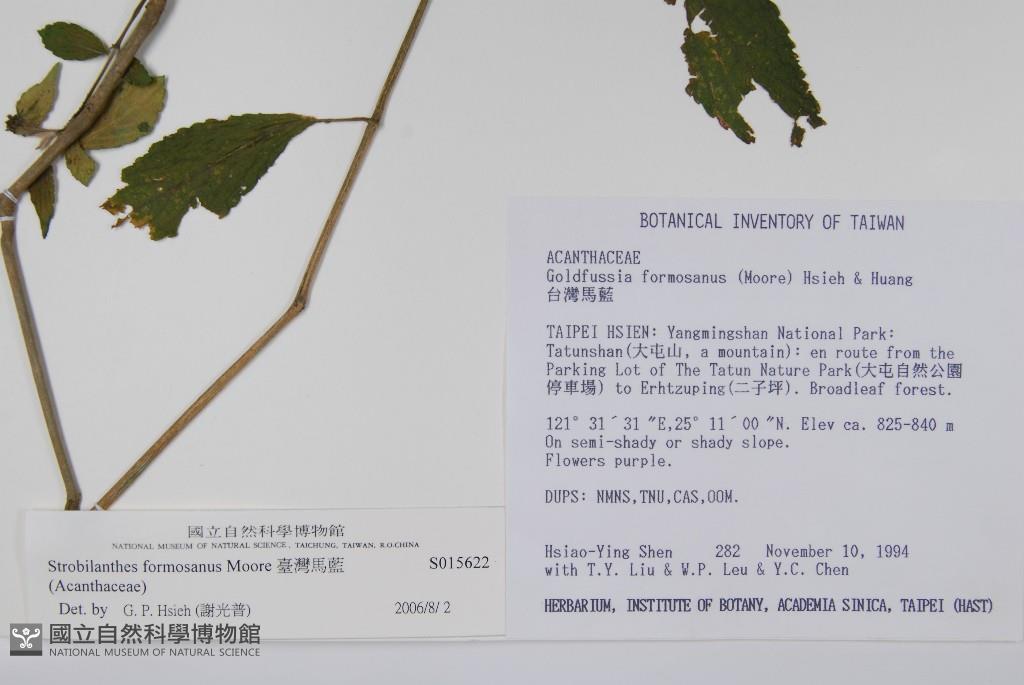 BOTANICAL INVENTORY OF TAIWAN
ACANTHACEAE
Goldfussia formosanus (Moore) Hsieh & Huang
台灣馬藍
TAIPEI HSIEN: Yangmingshan National Park:
Tatunshan(大屯山, a mountain): en route from the
Parking Lot of The Tatun Nature Park(大屯自然公園
停車場) to Erhtzuping(二子坪). Broadleaf forest.
121° 31´31 ″E,25° 11´00 ″N. Elev ca. 825-840 m
On semi-shady or shady slope.
Flowers purple.
DUPS: NMNS,TNU,CAS,OOM.
Hsiao-Ying Shen 282 November 10, 1994
with T.Y. Liu & W.P. Leu & Y.C. Chen
HERBARIUM, INSTITUTE OF BOTANY, ACADEMIA SINICA, TAIPEI (HAST)
國立自然科學博物館
NATIONAL MUSEUM OF NATURAL SCIENCE, TAICHUNG, TAIWAN, R.O.CHINA
Strobilanthes formosanus Moore 臺灣馬藍 S015622
(Acanthaceae)
Det. by G. P. Hsieh (謝光普) 2006/8/2
國立自然科學博物館
NATIONAL MUSEUM OF NATURAL SCIENCE